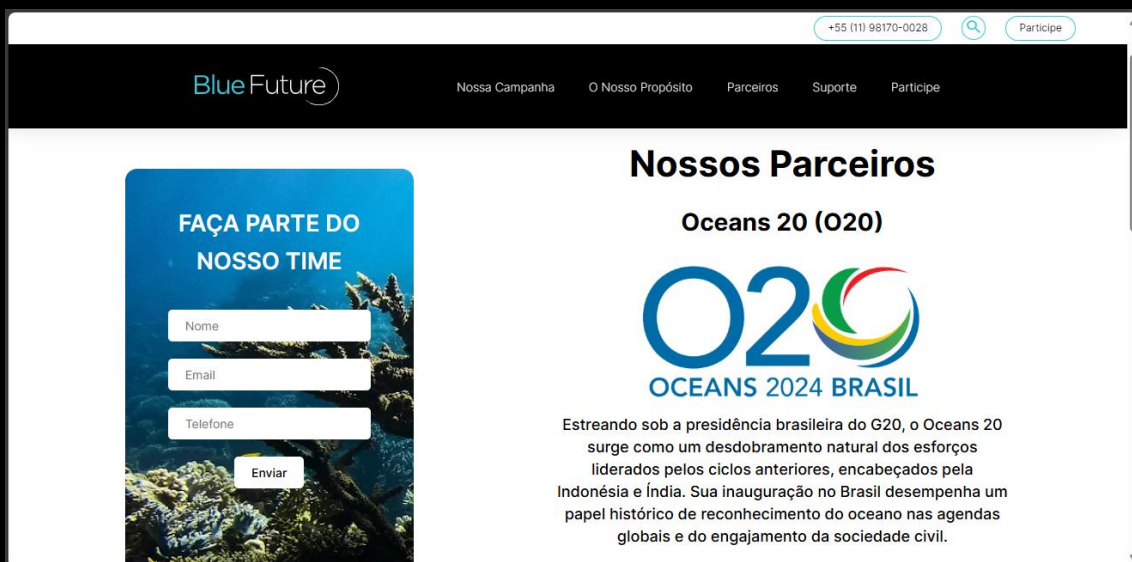 +55 (11) 98170-0028
Participe
BlueFuture
Nossa Campanha
O Nosso Propósito
Parceiros
Suporte
Participe
FAÇA PARTE DO
NOSSO TIME
Nome
Email
Telefone
Enviar
Nossos Parceiros
Oceans 20 (O20)
O20
OCEANS 2024 BRASIL
Estreando sob a presidência brasileira do G20, o Oceans 20
surge como um desdobramento natural dos esforços
liderados pelos ciclos anteriores, encabeçados pela
Indonésia e Índia. Sua inauguração no Brasil desempenha um
papel histórico de reconhecimento do oceano nas agendas
globais e do engajamento da sociedade civil.